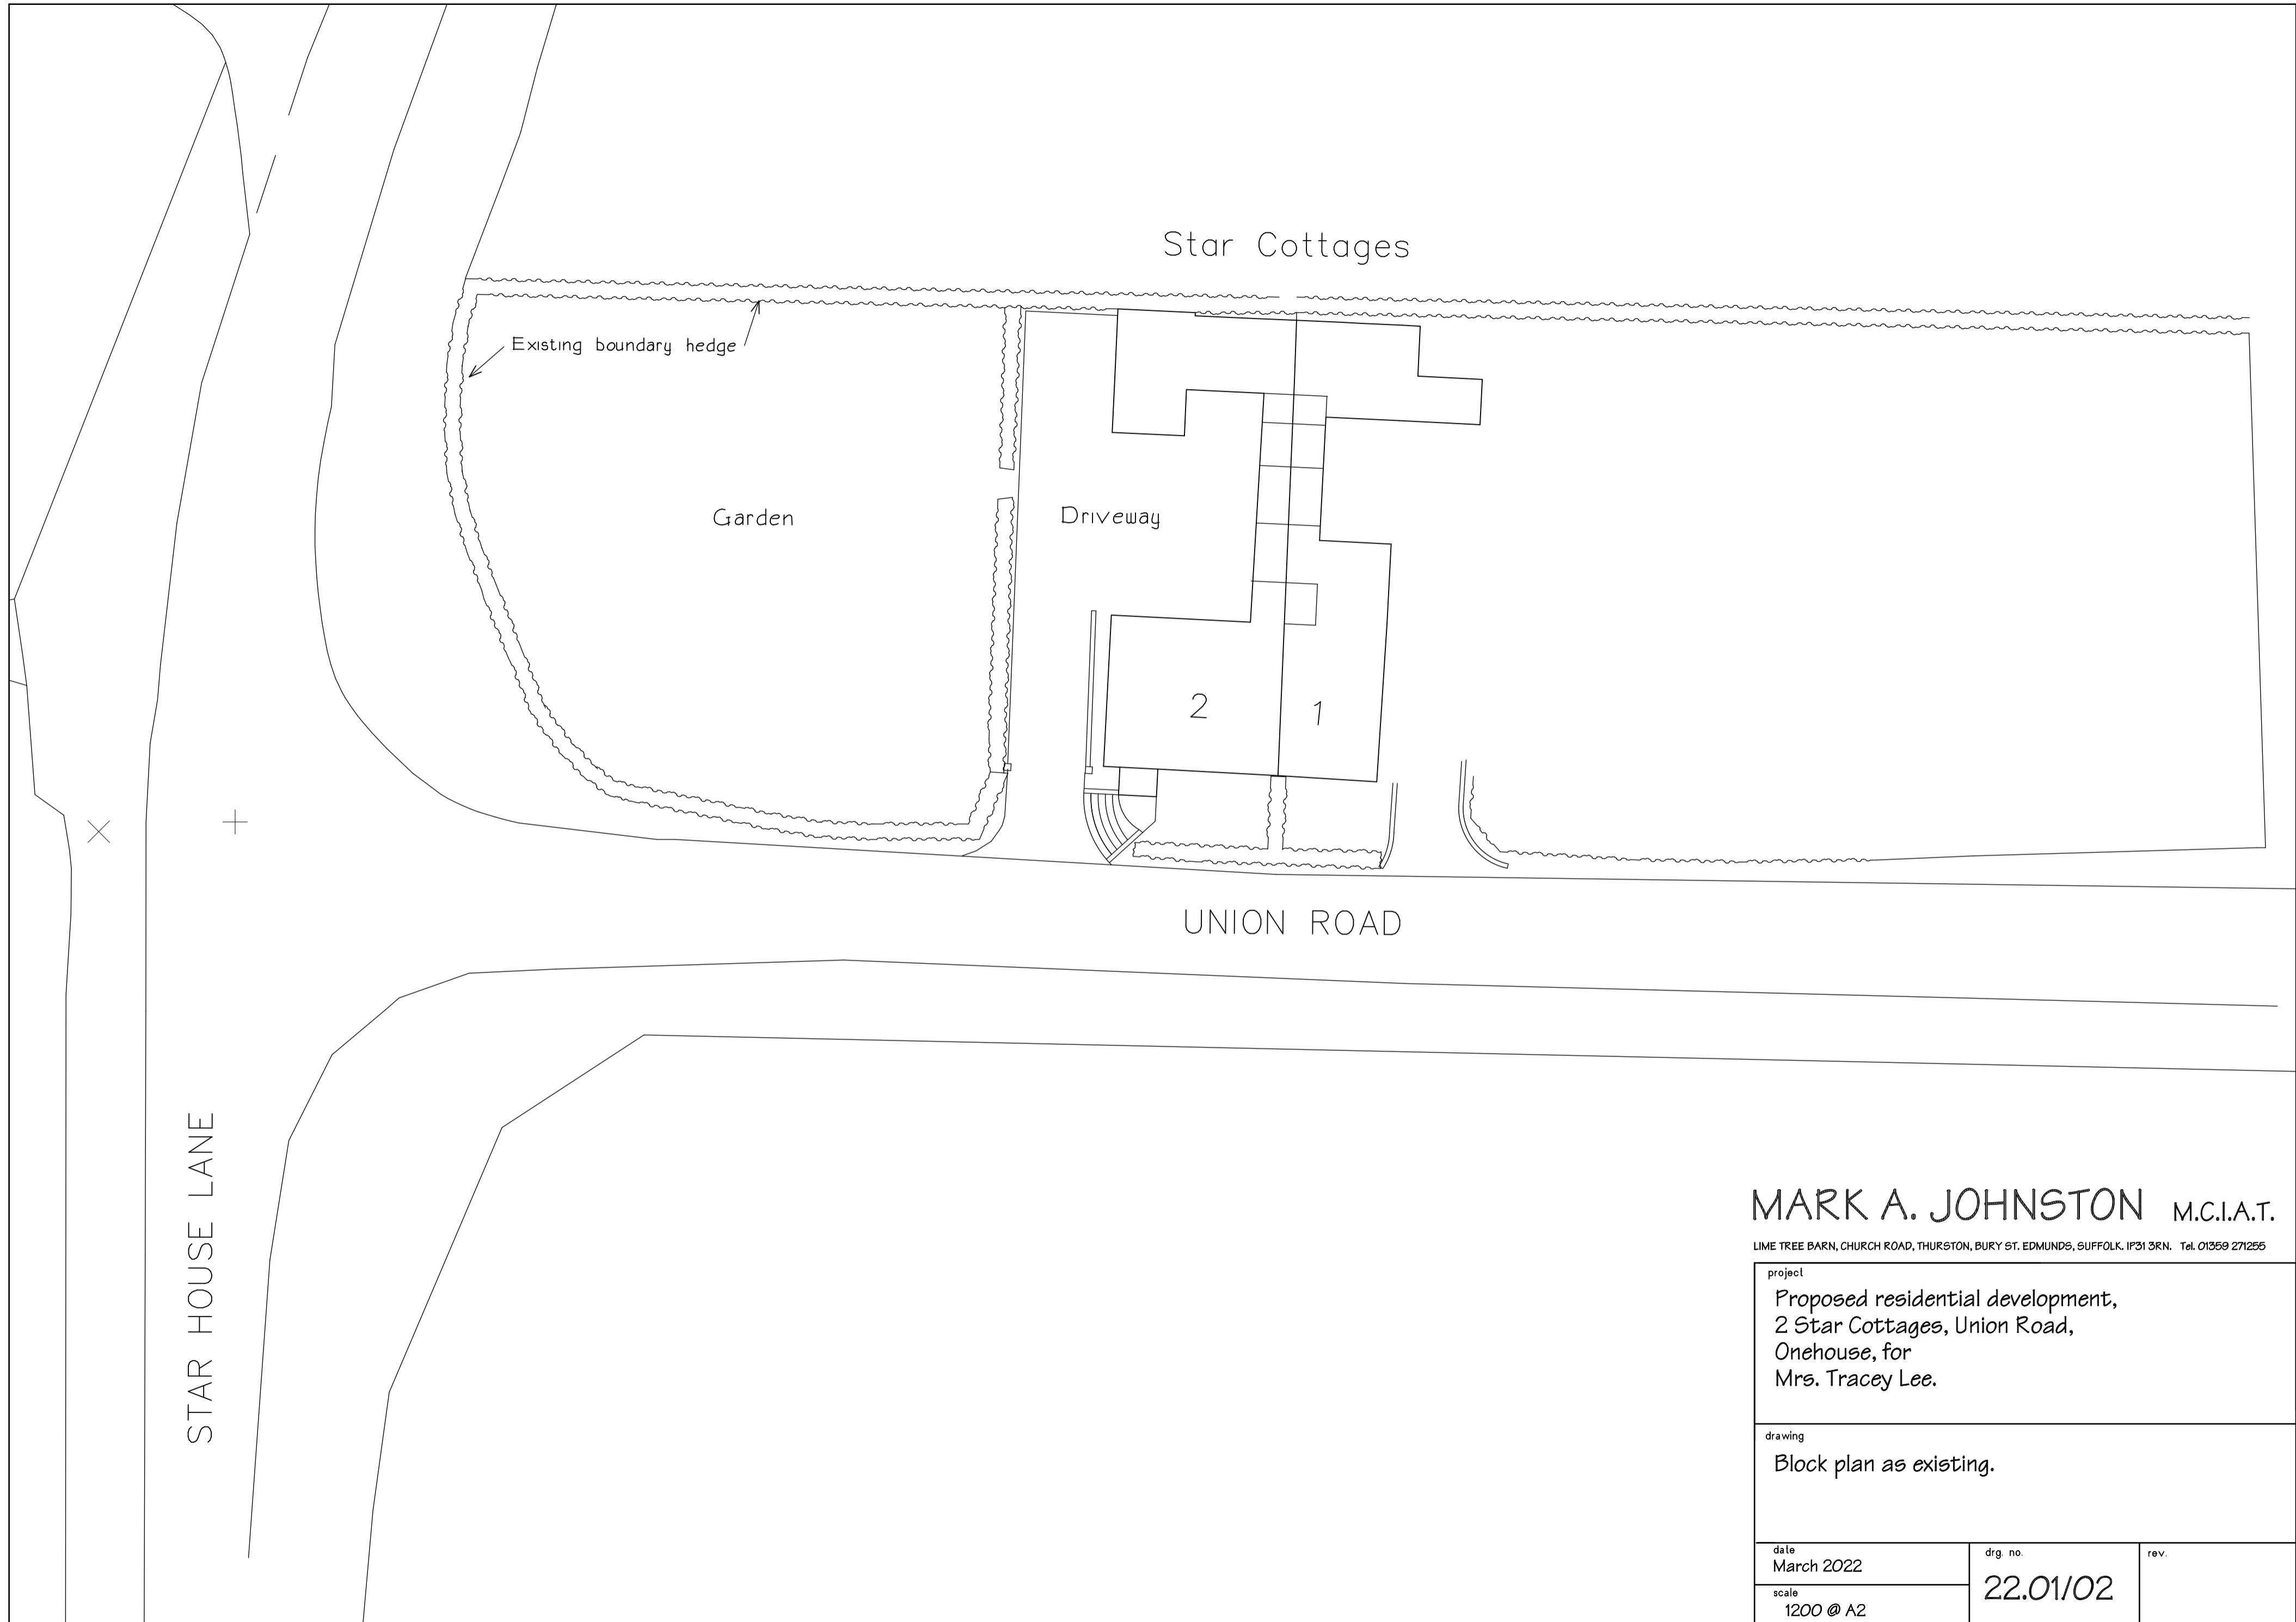 Star Cottages
Existing boundary hedge
Garden
Driveway
2
1
UNION ROAD
STAR HOUSE LANE
MARK A. JOHNSTON M.C.I.A.T.
LIME TREE BARN, CHURCH ROAD, THURSTON, BURY ST. EDMUNDS, SUFFOLK. IP31 3RN. Tel. 01359 271255
project
Proposed residential development,
2 Star Cottages, Union Road,
Onehouse, for
Mrs. Tracey Lee.
drawing
Block plan as existing.
date
March 2022
scale
1200 @ A2
drg. no.
22.01/02
rev.